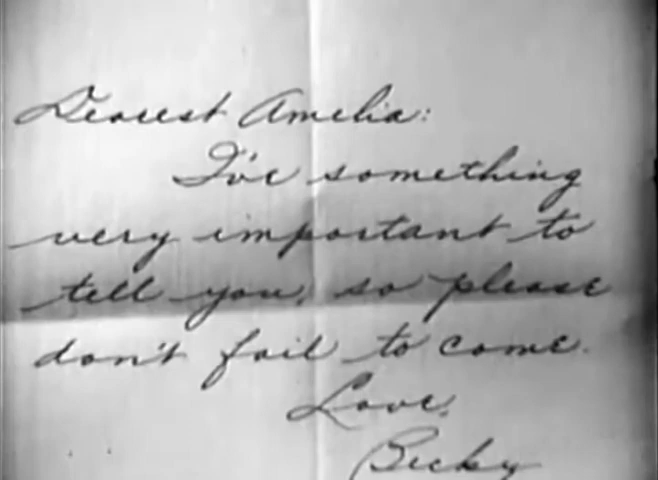 Dearest Amelia:
I've something
very important to
tell you, so please
don't fail to come.
Love,
Becky